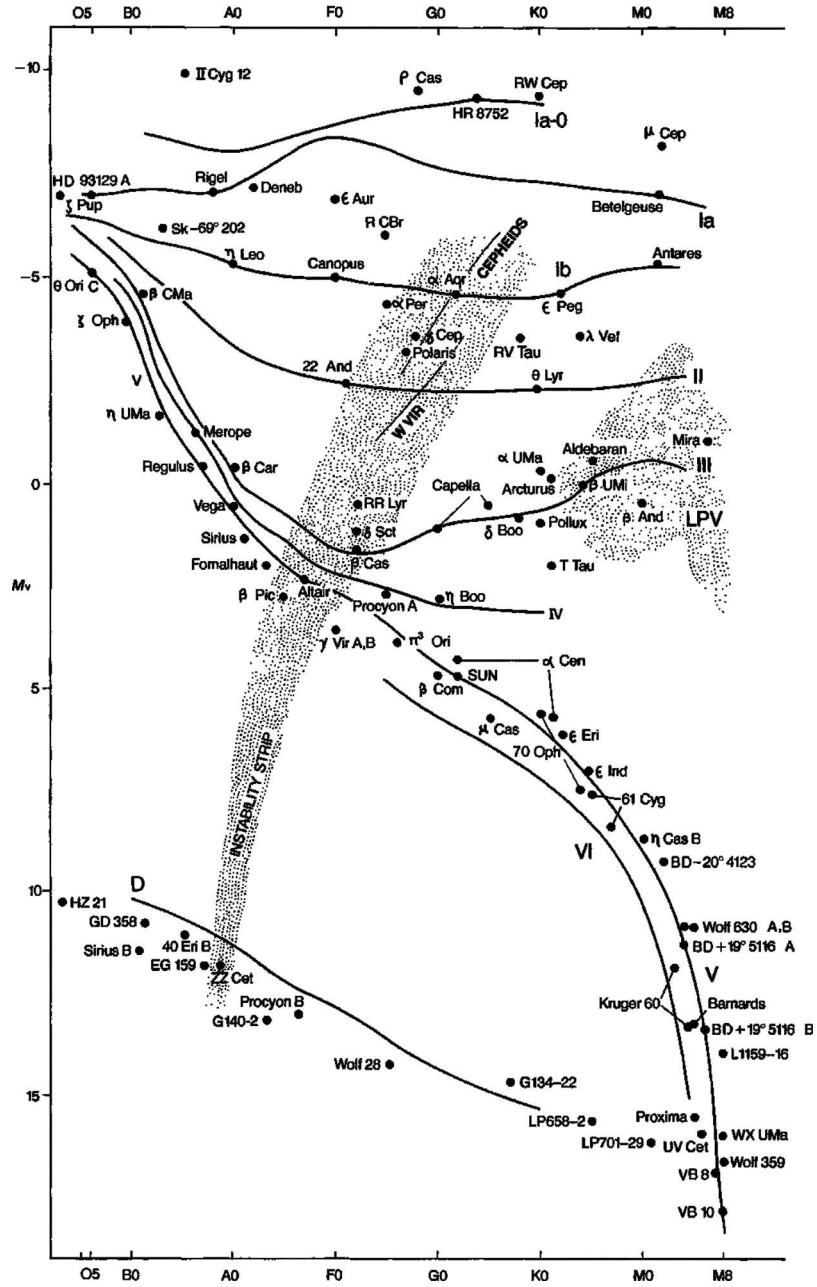 O5 B0 A0 F0 G0 K0 M0 M8
-10
II Cyg 12
ρ Cas
RW Cep
HR 8752
Ia-0
μ Cep
HD 93129 A
ζ Pup
Rigel
Deneb
ε Aur
Betelgeuse
Ia
Sk-69° 202
R CBr
η Leo
Canopus
CEPHEIDS
Ib
Antares
-5
θ Ori C
β CMa
α Aqr
ε Peg
α Per
ζ Oph
δ Cep
Polaris
RV Tau
λ Vel
V
22 And
θ Lyr
II
W VIR
η UMa
Merope
Mira
Regulus
β Car
α UMa
Aldebaran
III
0
Capella
Arcturus
β UMi
Vega
RR Lyr
β And
LPV
Sirius
δ Sct
δ Boo
Pollux
Fomalhaut
β Cas
T Tau
Mv
β Pic
Altair
Procyon A
η Boo
IV
γ Vir A,B
π³ Ori
α Cen
5
β Com
SUN
μ Cas
ε Eri
70 Oph
ε Ind
INSTABILITY STRIP
61 Cyg
VI
η Cas B
BD-20° 4123
10
HZ 21
D
GD 358
Sirius B
40 Eri B
EG 159
ZZ Cet
Wolf 630 A,B
BD+19° 5116 A
V
Procyon B
G140-2
Kruger 60
Barnards
BD+19° 5116 B
Wolf 28
L1159-16
G134-22
15
LP658-2
Proxima
LP701-29
UV Cet
WX UMa
Wolf 359
VB 8
VB 10
O5 B0 A0 F0 G0 K0 M0 M8